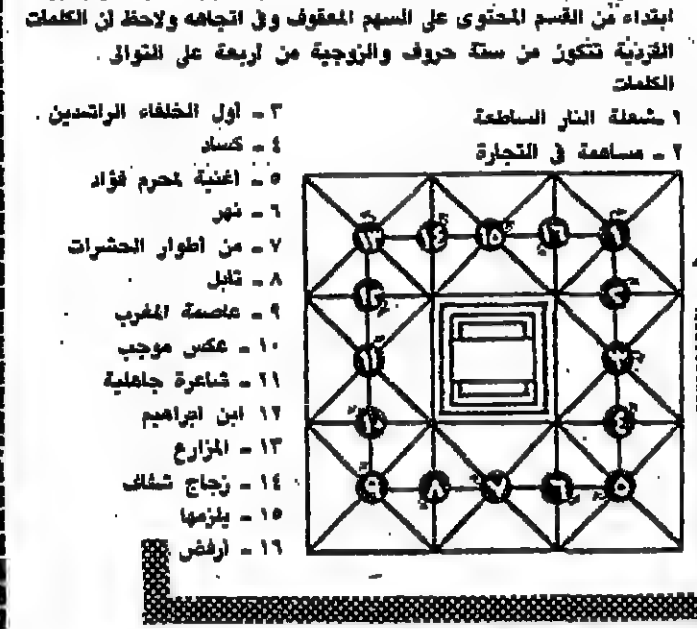 ابتداء من القسم المحتوى على السهم المعقوف وفى اتجاهه ولاحظ أن الكلمات
الفردية تتكون من ستة حروف والزوجية من أربعة على التوالى .
الكلمات
١ ـ شعلة النار الساطعة
٢ ـ مساهمة فى التجارة
٣ ـ أول الخلفاء الراشدين .
٤ ـ كساد
٥ ـ أغنية لمحرم فؤاد
٦ ـ نهر
٧ ـ من أطوار الحشرات
٨ ـ تابل
٩ ـ عاصمة المغرب
١٠ ـ عكس موجب
١١ ـ شاعرة جاهلية
١٢ ابن ابراهيم
١٣ ـ المزارع
١٤ ـ زجاج شفاف
١٥ ـ يلزمها
١٦ ـ أرفض
١٣ ١٤ ١٥ ١٦ ١
١٢ ٢
١١ ٣
١٠ ٤
٩ ٨ ٧ ٦ ٥